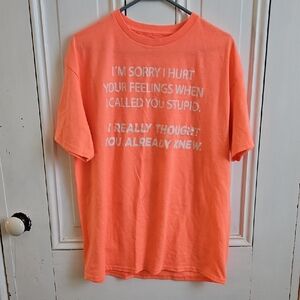 I'M SORRY I HURT
YOUR FEELINGS WHEN
I CALLED YOU STUPID.
I REALLY THOUGHT
YOU ALREADY KNEW.